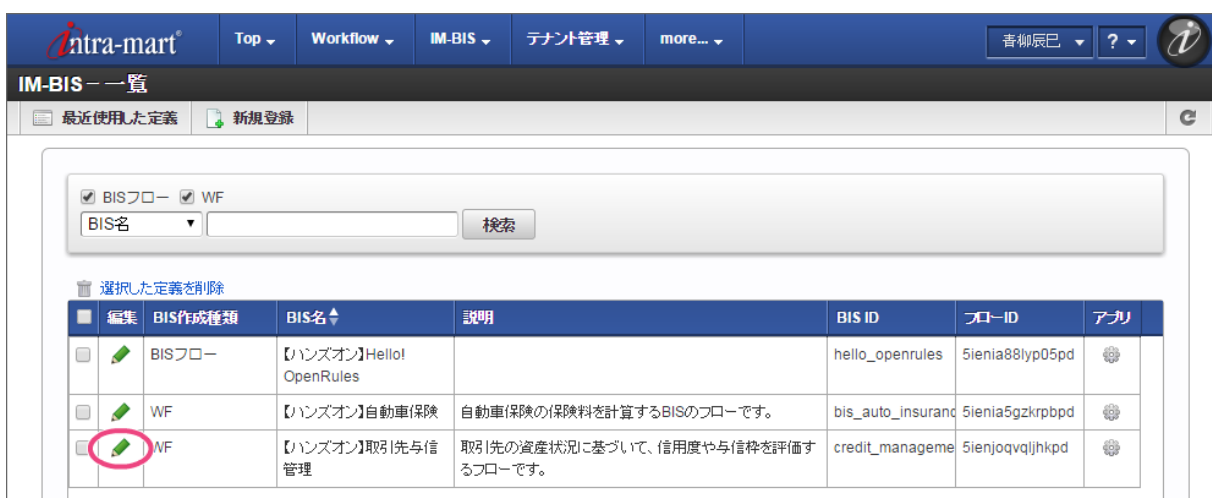 intra-mart® Top Workflow IM-BIS テナント管理 more... 青柳辰巳 ?
IM-BIS－一覧
最近使用した定義 新規登録
BISフロー WF
BIS名 検索
選択した定義を削除
編集 BIS作成種類 BIS名 説明 BIS ID フローID アプリ
BISフロー 【ハンズオン】Hello! hello_openrules 5ienia88lyp05pd
OpenRules
WF 【ハンズオン】自動車保険 自動車保険の保険料を計算するBISのフローです。 bis_auto_insuranc 5ienia5gzkrpbpd
WF 【ハンズオン】取引先与信 取引先の資産状況に基づいて、信用度や与信枠を評価す credit_manageme 5ienjoqvqljhkpd
管理 るフローです。